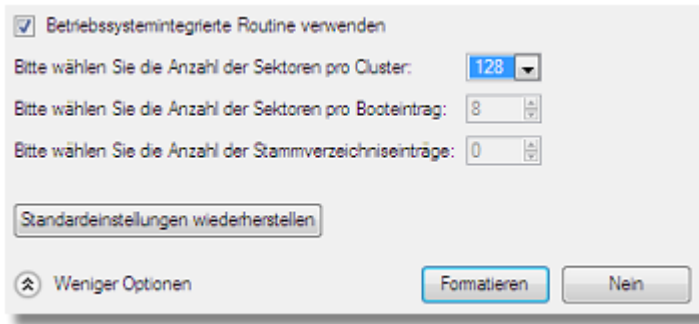 Betriebssystemintegrierte Routine verwenden
Bitte wählen Sie die Anzahl der Sektoren pro Cluster: 128
Bitte wählen Sie die Anzahl der Sektoren pro Booteintrag: 8
Bitte wählen Sie die Anzahl der Stammverzeichniseinträge: 0
Standardeinstellungen wiederherstellen
Weniger Optionen Formatieren Nein